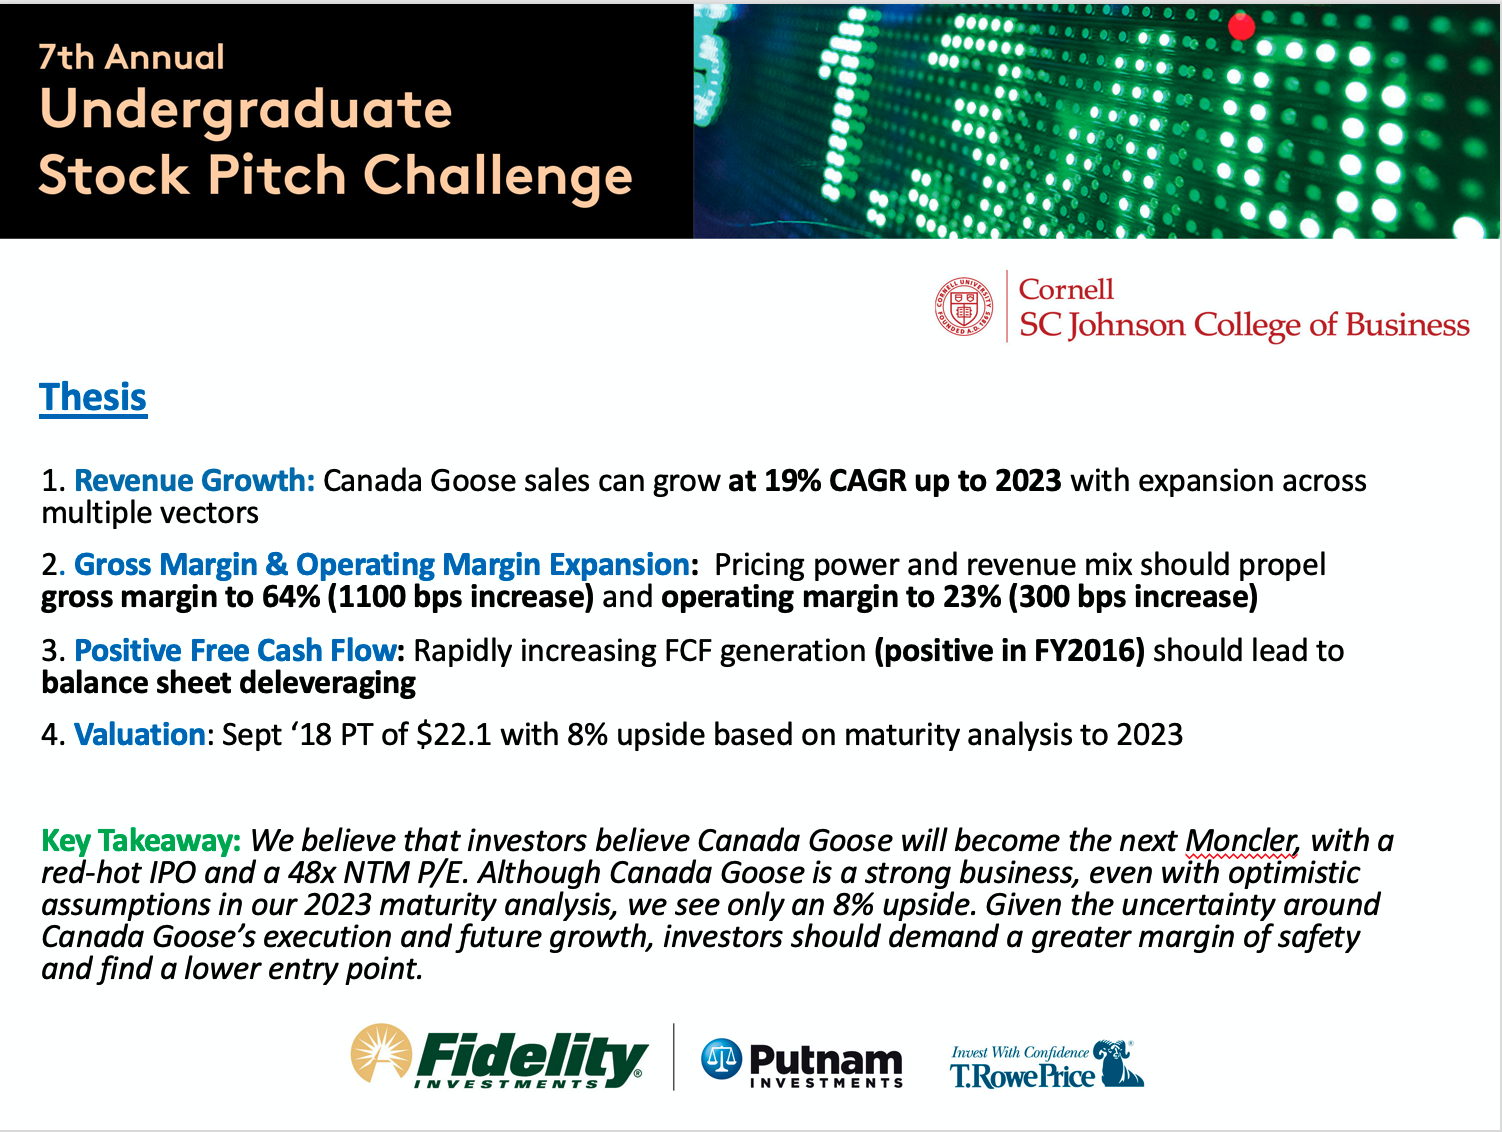 7th Annual
Undergraduate
Stock Pitch Challenge
CORNELL UNIVERSITY
FOUNDED A.D. 1865
Cornell
SC Johnson College of Business
Thesis
1. Revenue Growth: Canada Goose sales can grow at 19% CAGR up to 2023 with expansion across
multiple vectors
2. Gross Margin & Operating Margin Expansion:  Pricing power and revenue mix should propel
gross margin to 64% (1100 bps increase) and operating margin to 23% (300 bps increase)
3. Positive Free Cash Flow: Rapidly increasing FCF generation (positive in FY2016) should lead to
balance sheet deleveraging
4. Valuation: Sept ‘18 PT of $22.1 with 8% upside based on maturity analysis to 2023
Key Takeaway: We believe that investors believe Canada Goose will become the next Moncler, with a
red-hot IPO and a 48x NTM P/E. Although Canada Goose is a strong business, even with optimistic
assumptions in our 2023 maturity analysis, we see only an 8% upside. Given the uncertainty around
Canada Goose’s execution and future growth, investors should demand a greater margin of safety
and find a lower entry point.
Fidelity®
INVESTMENTS
Putnam
INVESTMENTS
Invest With Confidence®
T.RowePrice